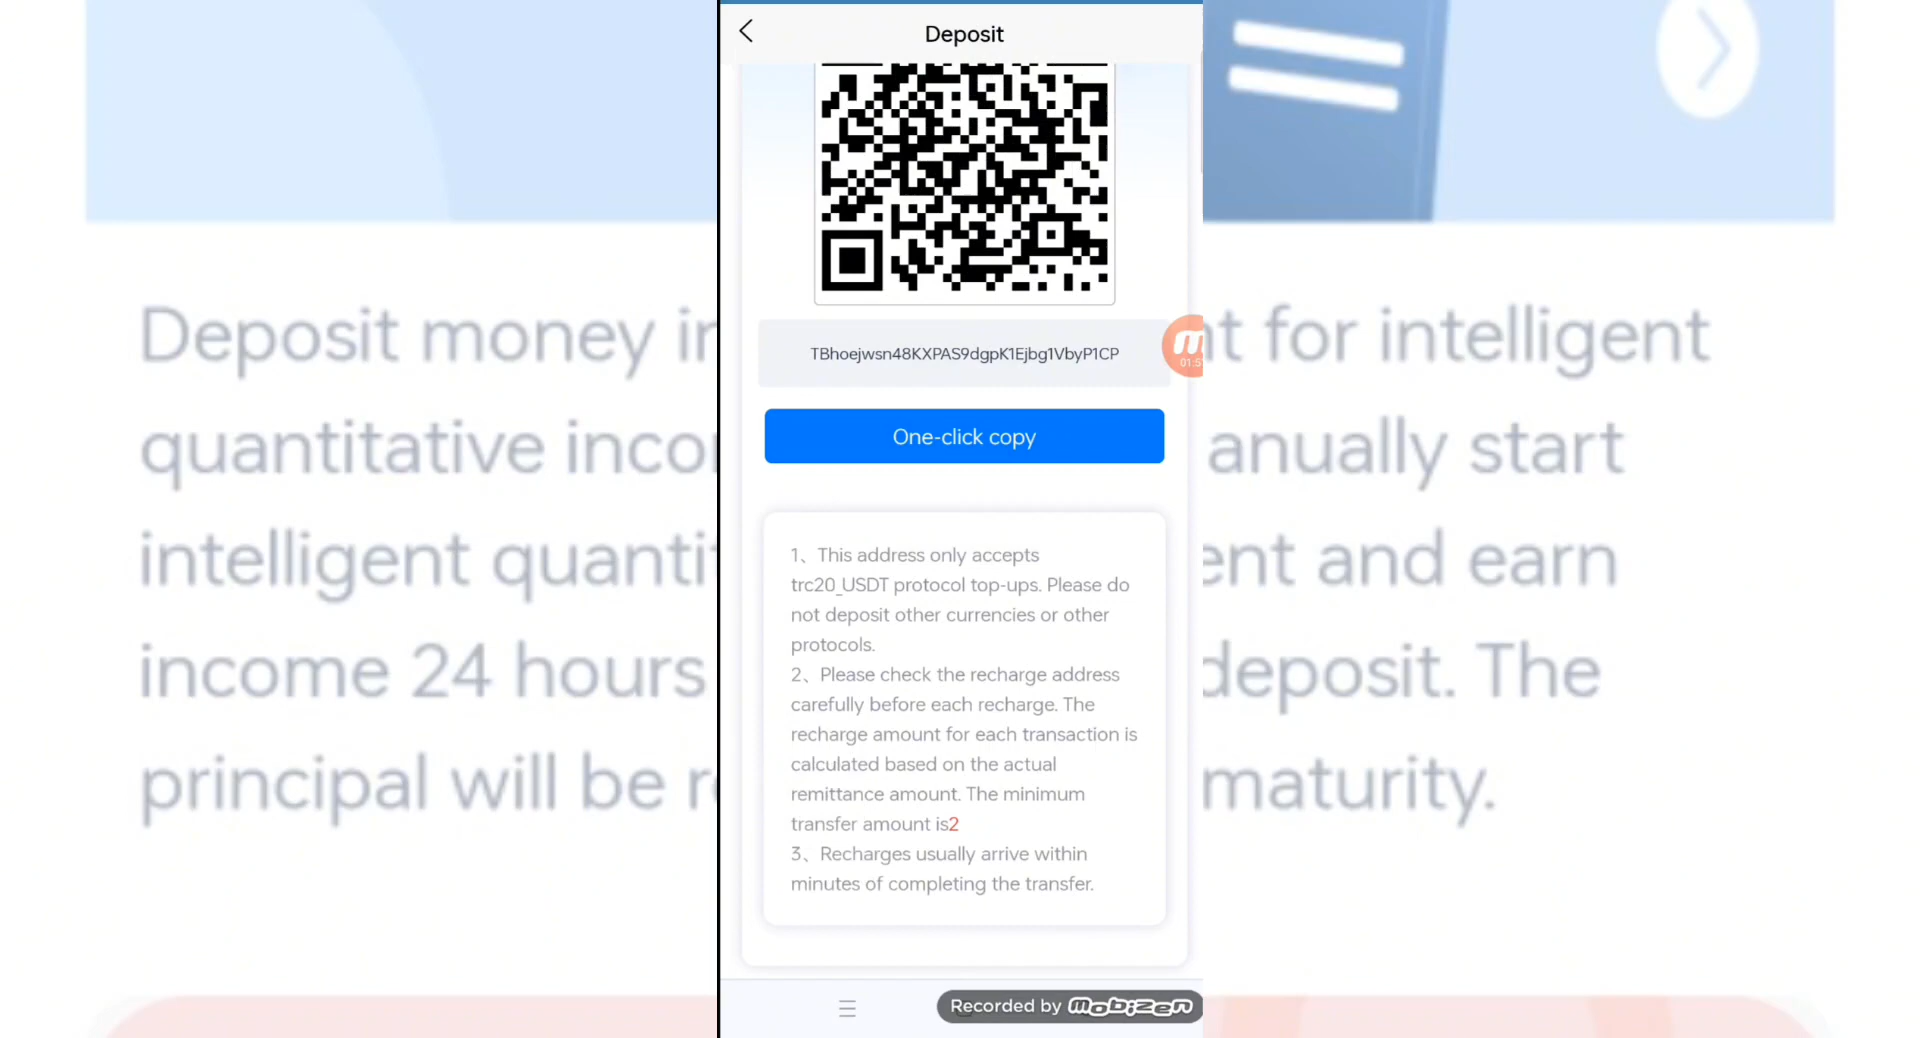 Deposit
TBhoejwsn48KXPAS9dgpK1Ejbg1VbyP1CP
01:5
One-click copy
1、This address only accepts
trc20_USDT protocol top-ups. Please do
not deposit other currencies or other
protocols.
2、Please check the recharge address
carefully before each recharge. The
recharge amount for each transaction is
calculated based on the actual
remittance amount. The minimum
transfer amount is2
3、Recharges usually arrive within
minutes of completing the transfer.
Recorded by mobizen
Deposit money in
quantitative inco
intelligent quanti
income 24 hours
principal will be r
t for intelligent
anually start
ent and earn
deposit. The
maturity.